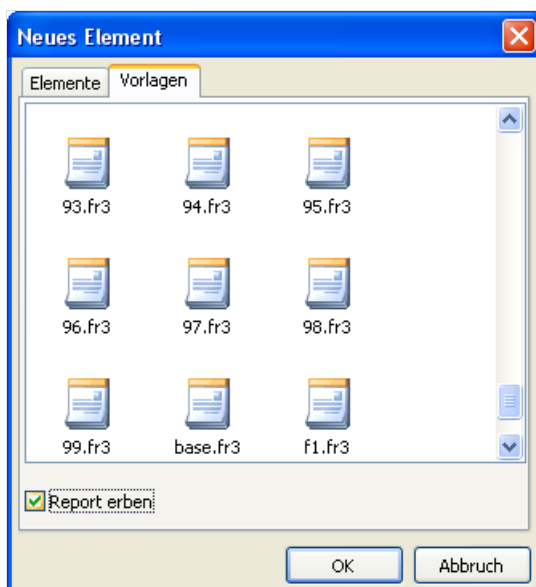 Neues Element
Elemente Vorlagen
93.fr3 94.fr3 95.fr3
96.fr3 97.fr3 98.fr3
99.fr3 base.fr3 f1.fr3
Report erben
OK Abbruch